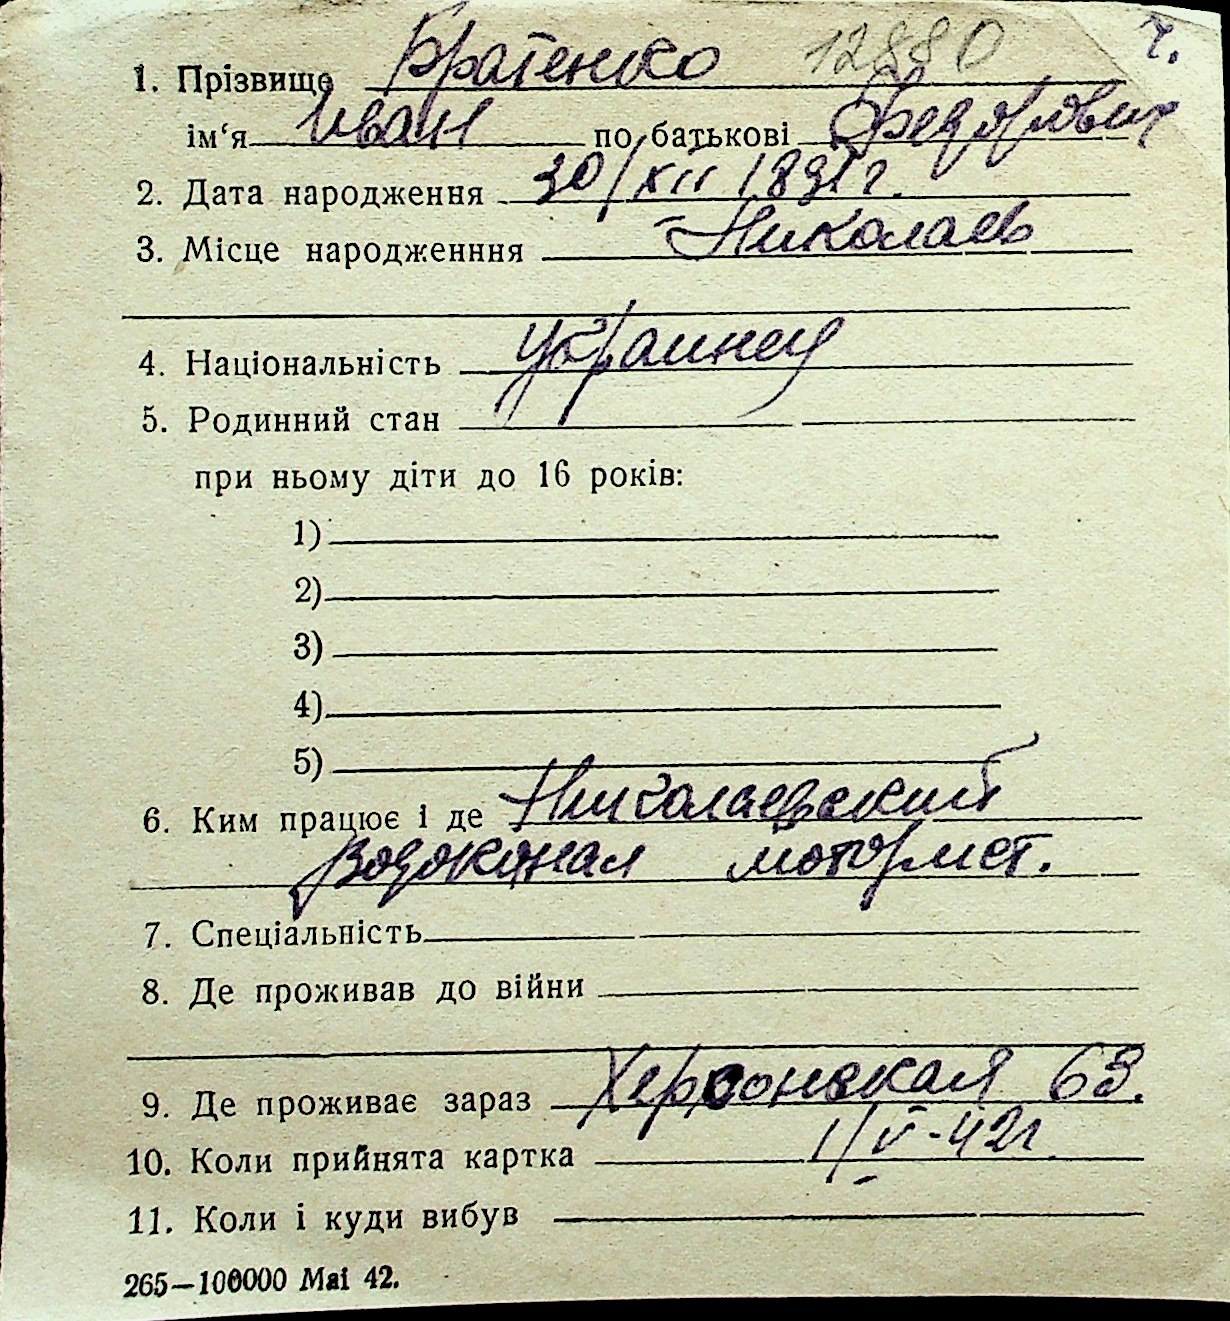 12880 ч.
1. Прізвище Братенко
ім‘я Иван по батькові Федорович
2. Дата народження 30/XII 1891г.
3. Місце народженння Николаев
4. Національність украинец
5. Родинний стан
при ньому діти до 16 років:
1)
2)
3)
4)
5)
6. Ким працює і де Николаевский
Водоканал моторист.
7. Спеціальність
8. Де проживав до війни
9. Де проживає зараз Херсонская 63.
10. Коли прийнята картка 1/V-42г.
11. Коли і куди вибув
265—100000 Mai 42.